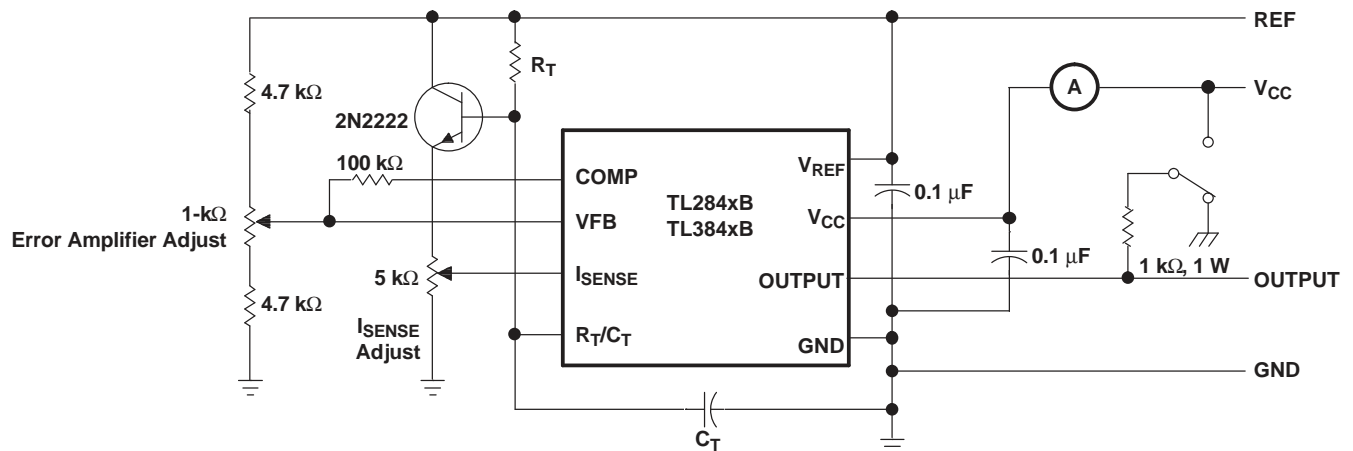 REF
R_T
A
V_CC
4.7 kΩ
2N2222
100 kΩ
COMP
V_REF
0.1 µF
TL284xB
TL384xB
1-kΩ
Error Amplifier Adjust
VFB
V_CC
0.1 µF
1 kΩ, 1 W
5 kΩ
I_SENSE
OUTPUT
OUTPUT
4.7 kΩ
I_SENSE
Adjust
R_T/C_T
GND
GND
C_T